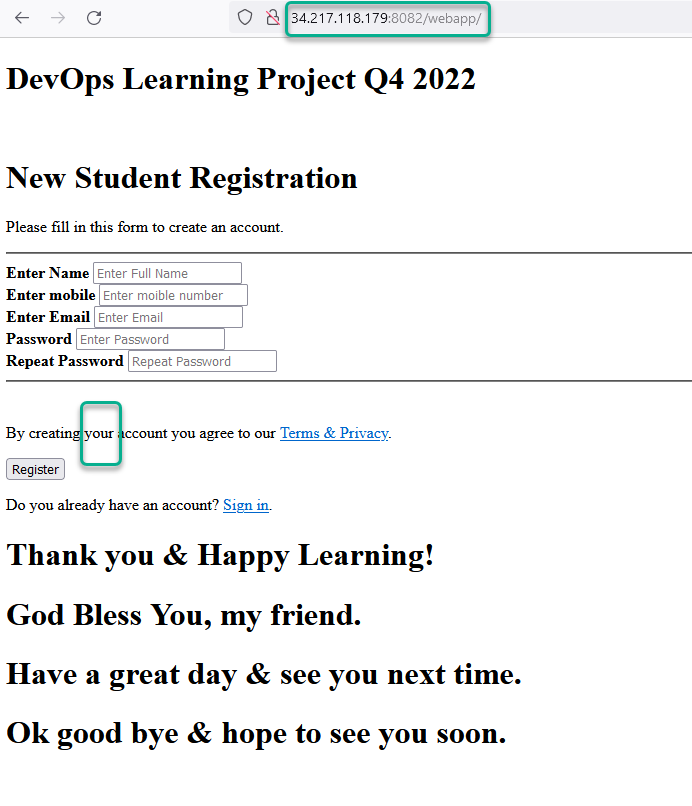 34.217.118.179:8082/webapp/
DevOps Learning Project Q4 2022
New Student Registration
Please fill in this form to create an account.
Enter Name Enter Full Name
Enter mobile Enter moible number
Enter Email Enter Email
Password Enter Password
Repeat Password Repeat Password
By creating your account you agree to our Terms & Privacy.
Register
Do you already have an account? Sign in.
Thank you & Happy Learning!
God Bless You, my friend.
Have a great day & see you next time.
Ok good bye & hope to see you soon.